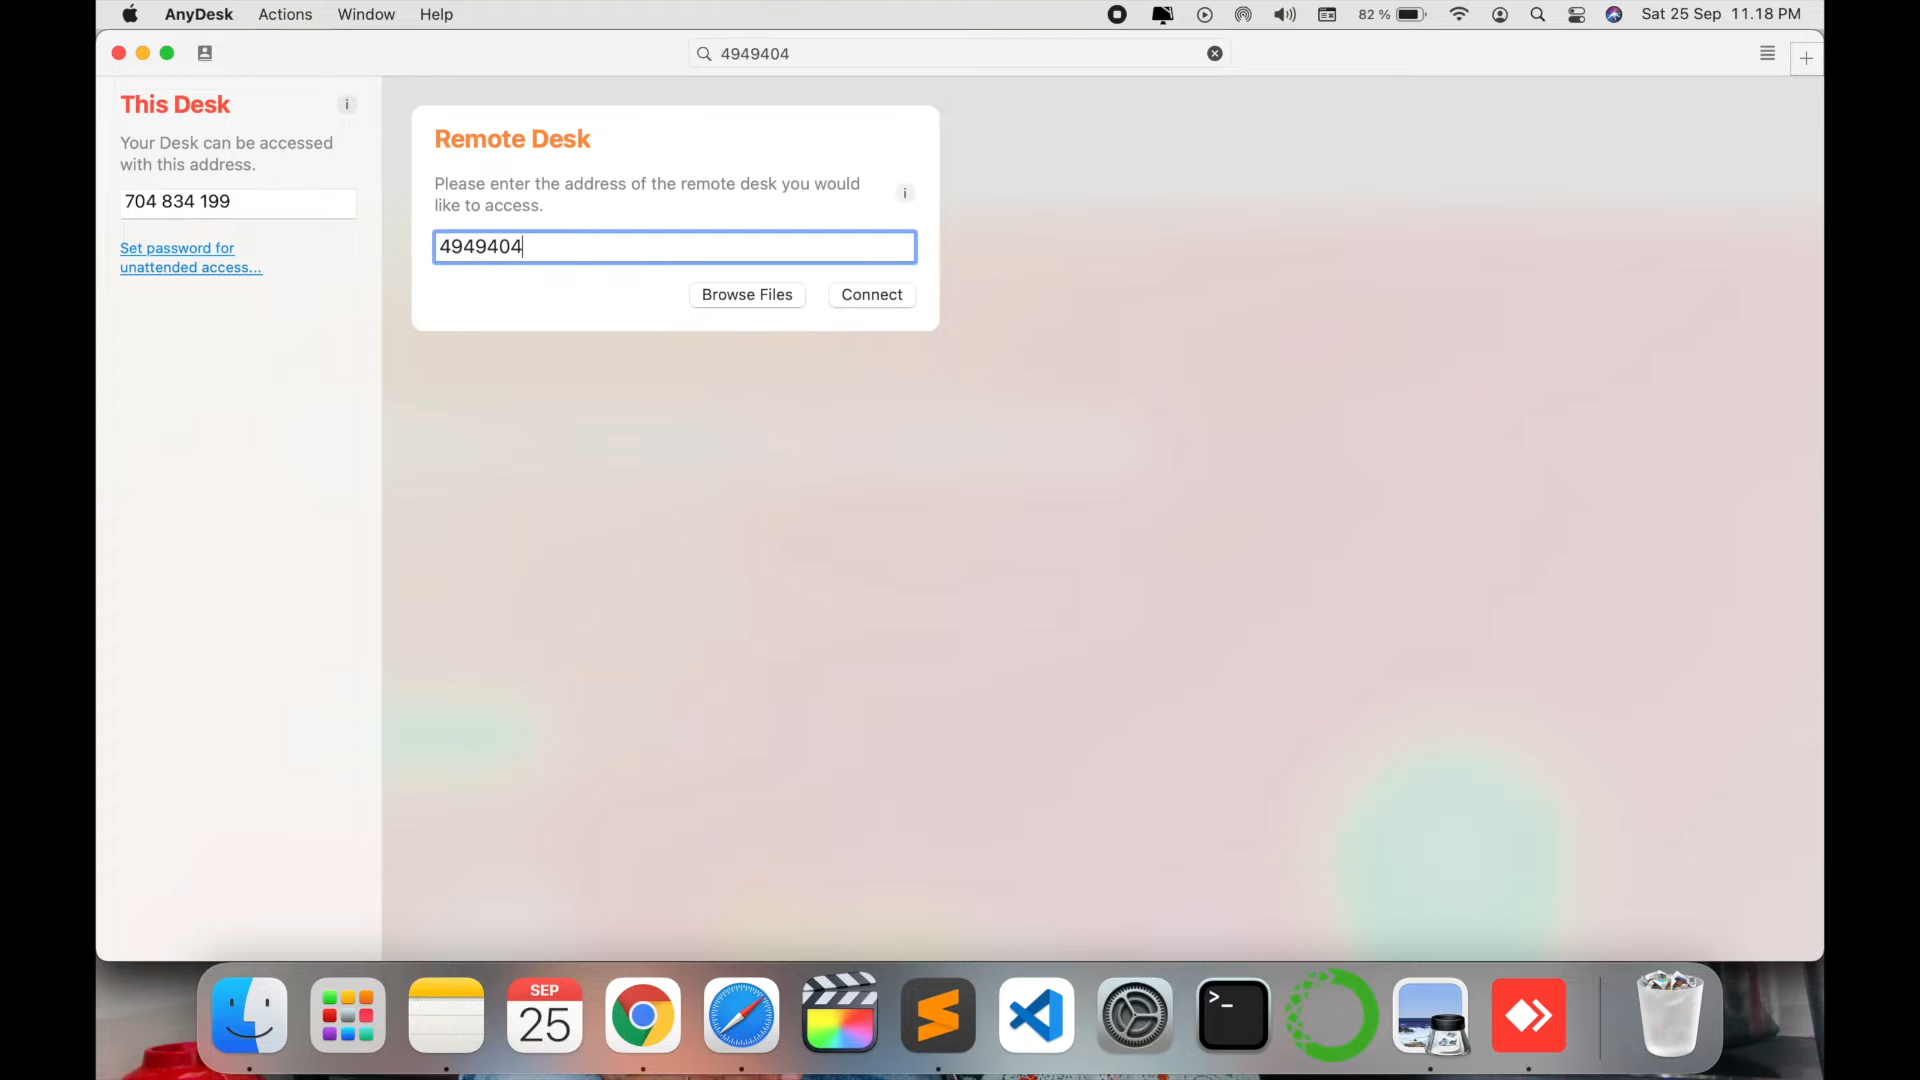 AnyDesk Actions Window Help 82 % Sat 25 Sep 11.18 PM
4949404
This Desk
Your Desk can be accessed
with this address.
704 834 199
Set password for
unattended access...
Remote Desk
Please enter the address of the remote desk you would
like to access.
4949404
Browse Files Connect
SEP
25